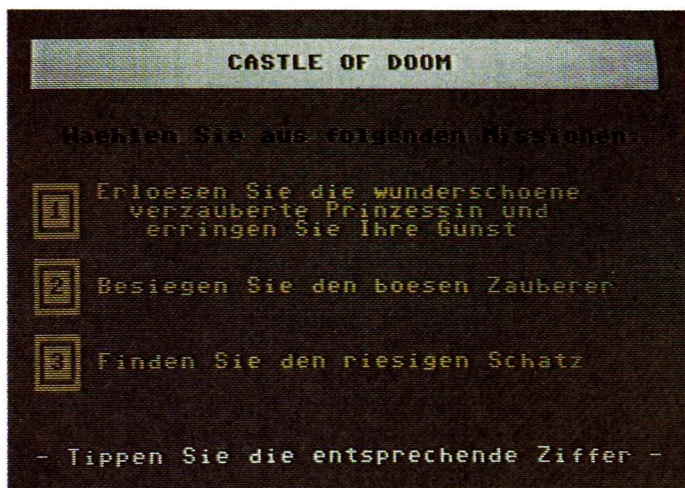 CASTLE OF DOOM
Waehlen Sie aus folgenden Missionen:
1 Erloesen Sie die wunderschoene
verzauberte Prinzessin und
erringen Sie Ihre Gunst
2 Besiegen Sie den boesen Zauberer
3 Finden Sie den riesigen Schatz
- Tippen Sie die entsprechende Ziffer -